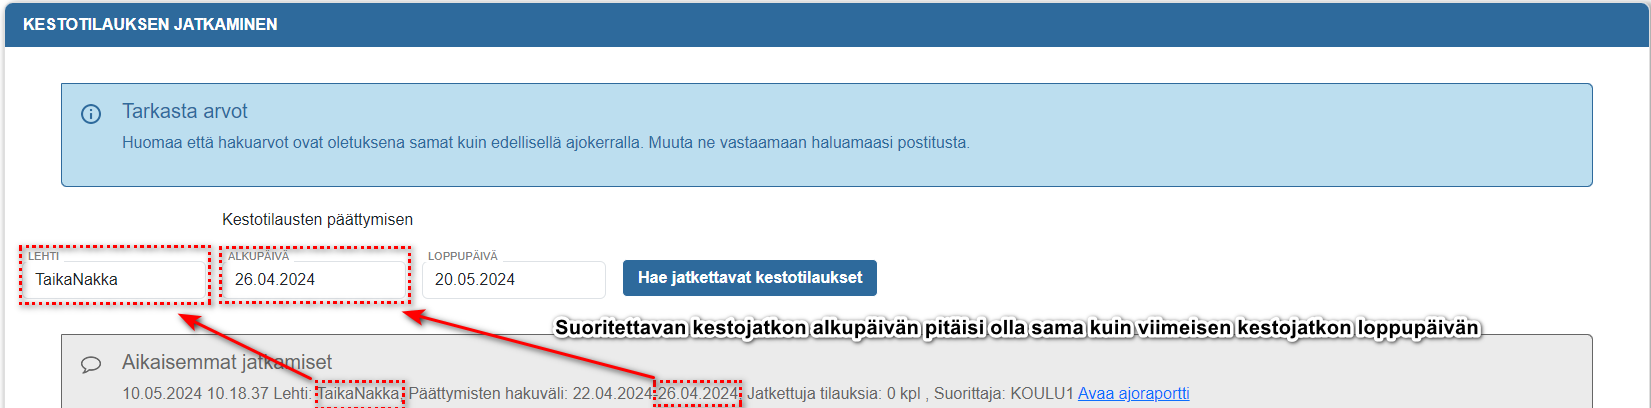 KESTOTILAUKSEN JATKAMINEN
Tarkasta arvot
Huomaa että hakuarvot ovat oletuksena samat kuin edellisellä ajokerralla. Muuta ne vastaamaan haluamaasi postitusta.
Kestotilausten päättymisen
LEHTI ALKUPÄIVÄ LOPPUPÄIVÄ
TaikaNakka 26.04.2024 20.05.2024 Hae jatkettavat kestotilaukset
Suoritettavan kestojatkon alkupäivän pitäisi olla sama kuin viimeisen kestojatkon loppupäivän
Aikaisemmat jatkamiset
10.05.2024 10.18.37 Lehti: TaikaNakka, Päättymisten hakuväli: 22.04.2024-26.04.2024, Jatkettuja tilauksia: 0 kpl , Suorittaja: KOULU1 Avaa ajoraportti